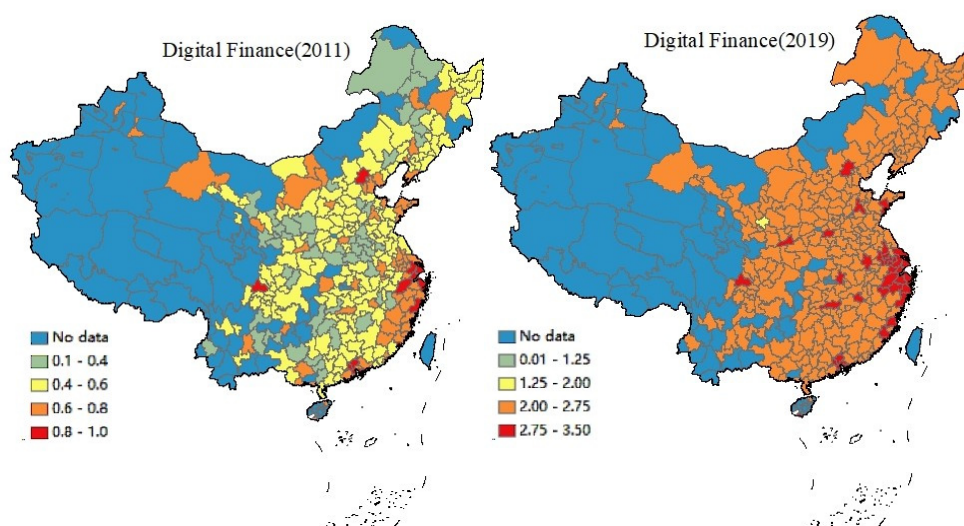 Digital Finance(2011)
No data
0.1 - 0.4
0.4 - 0.6
0.6 - 0.8
0.8 - 1.0
Digital Finance(2019)
No data
0.01 - 1.25
1.25 - 2.00
2.00 - 2.75
2.75 - 3.50